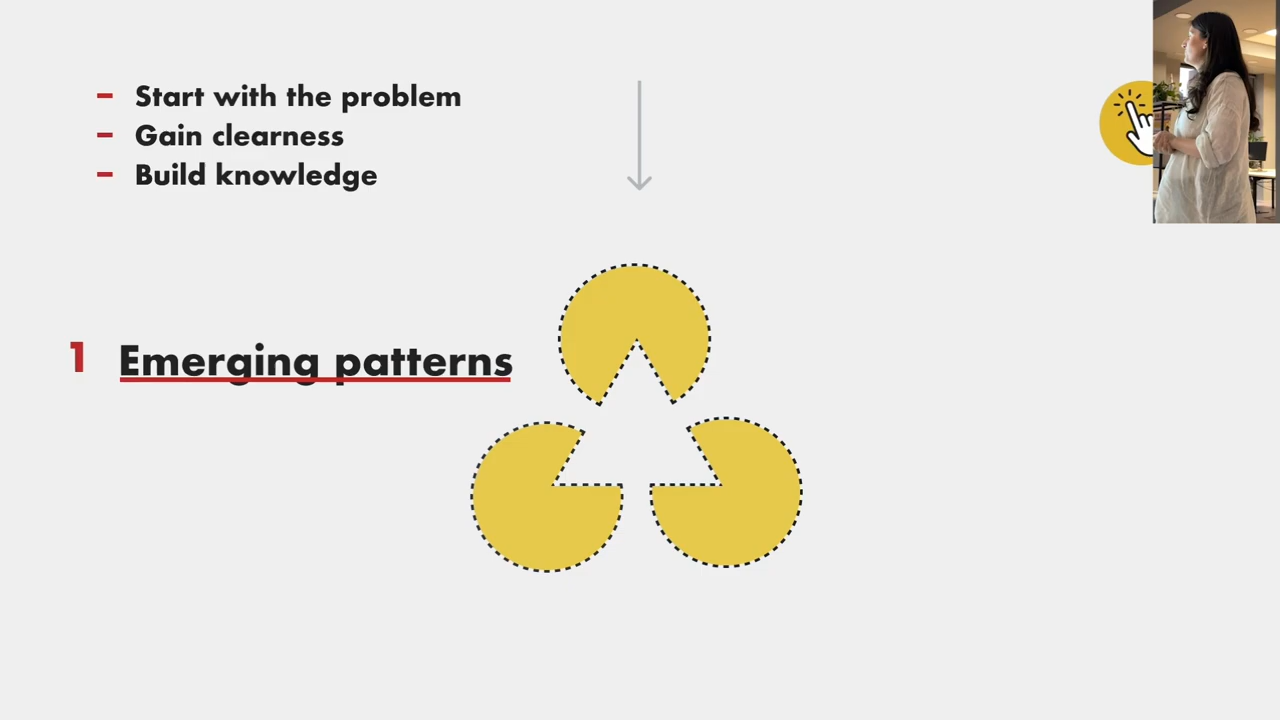 - Start with the problem
- Gain clearness
- Build knowledge
1 Emerging patterns